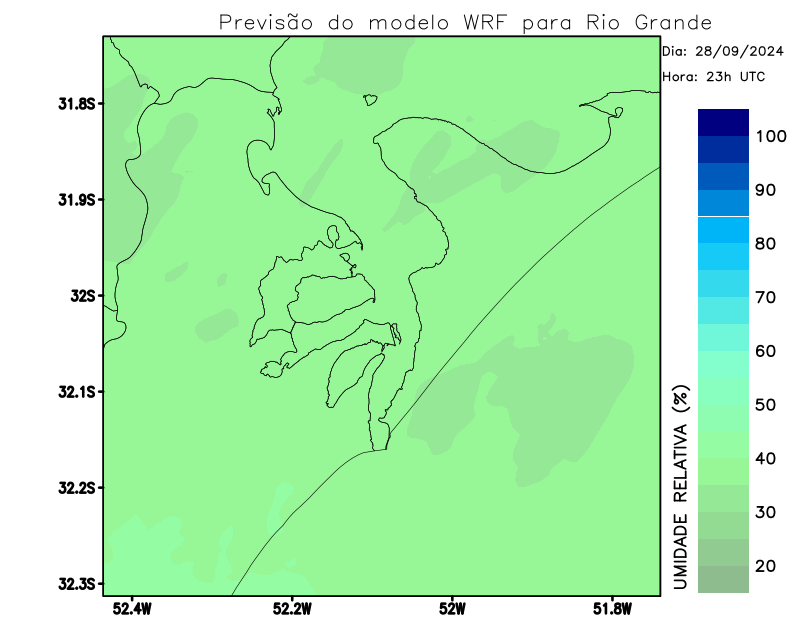 Previsão do modelo WRF para Rio Grande
Dia: 28/09/2024
Hora: 23h UTC
31.8S
31.9S
32S
32.1S
32.2S
32.3S
52.4W
52.2W
52W
51.8W
100
90
80
70
60
50
40
30
20
UMIDADE RELATIVA (%)